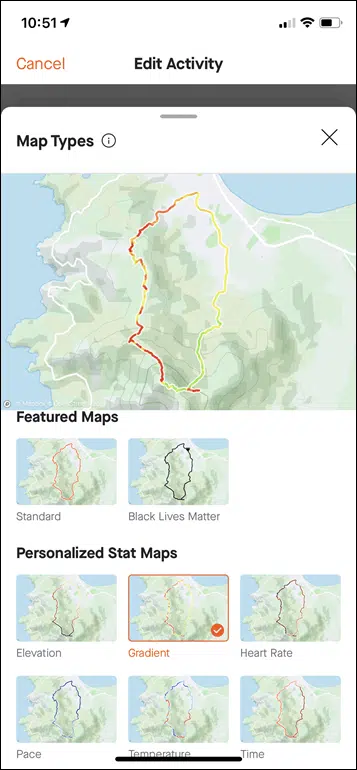 10:51
Cancel
Edit Activity
Map Types
Featured Maps
Standard
Black Lives Matter
Personalized Stat Maps
Elevation
Gradient
Heart Rate
Pace
Temperature
Time